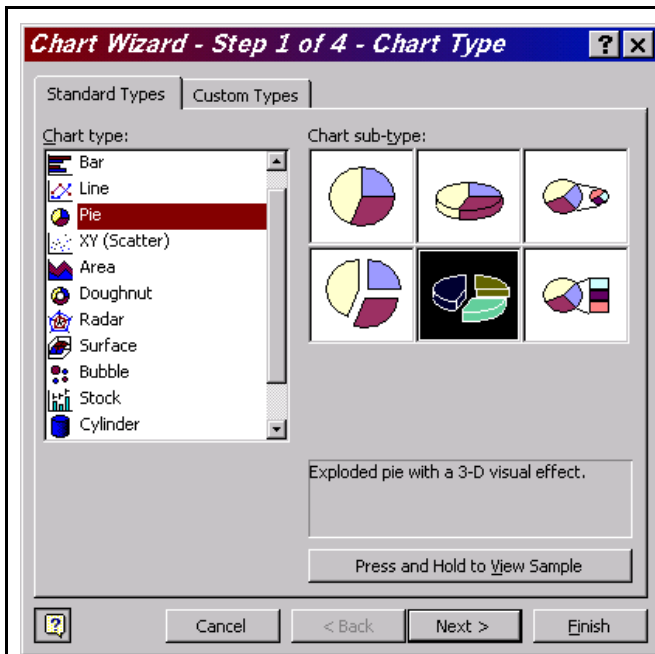 Chart Wizard - Step 1 of 4 - Chart Type
Standard Types
Custom Types
Chart type:
Bar
Line
Pie
XY (Scatter)
Area
Doughnut
Radar
Surface
Bubble
Stock
Cylinder
Chart sub-type:
Exploded pie with a 3-D visual effect.
Press and Hold to View Sample
Cancel
< Back
Next >
Finish